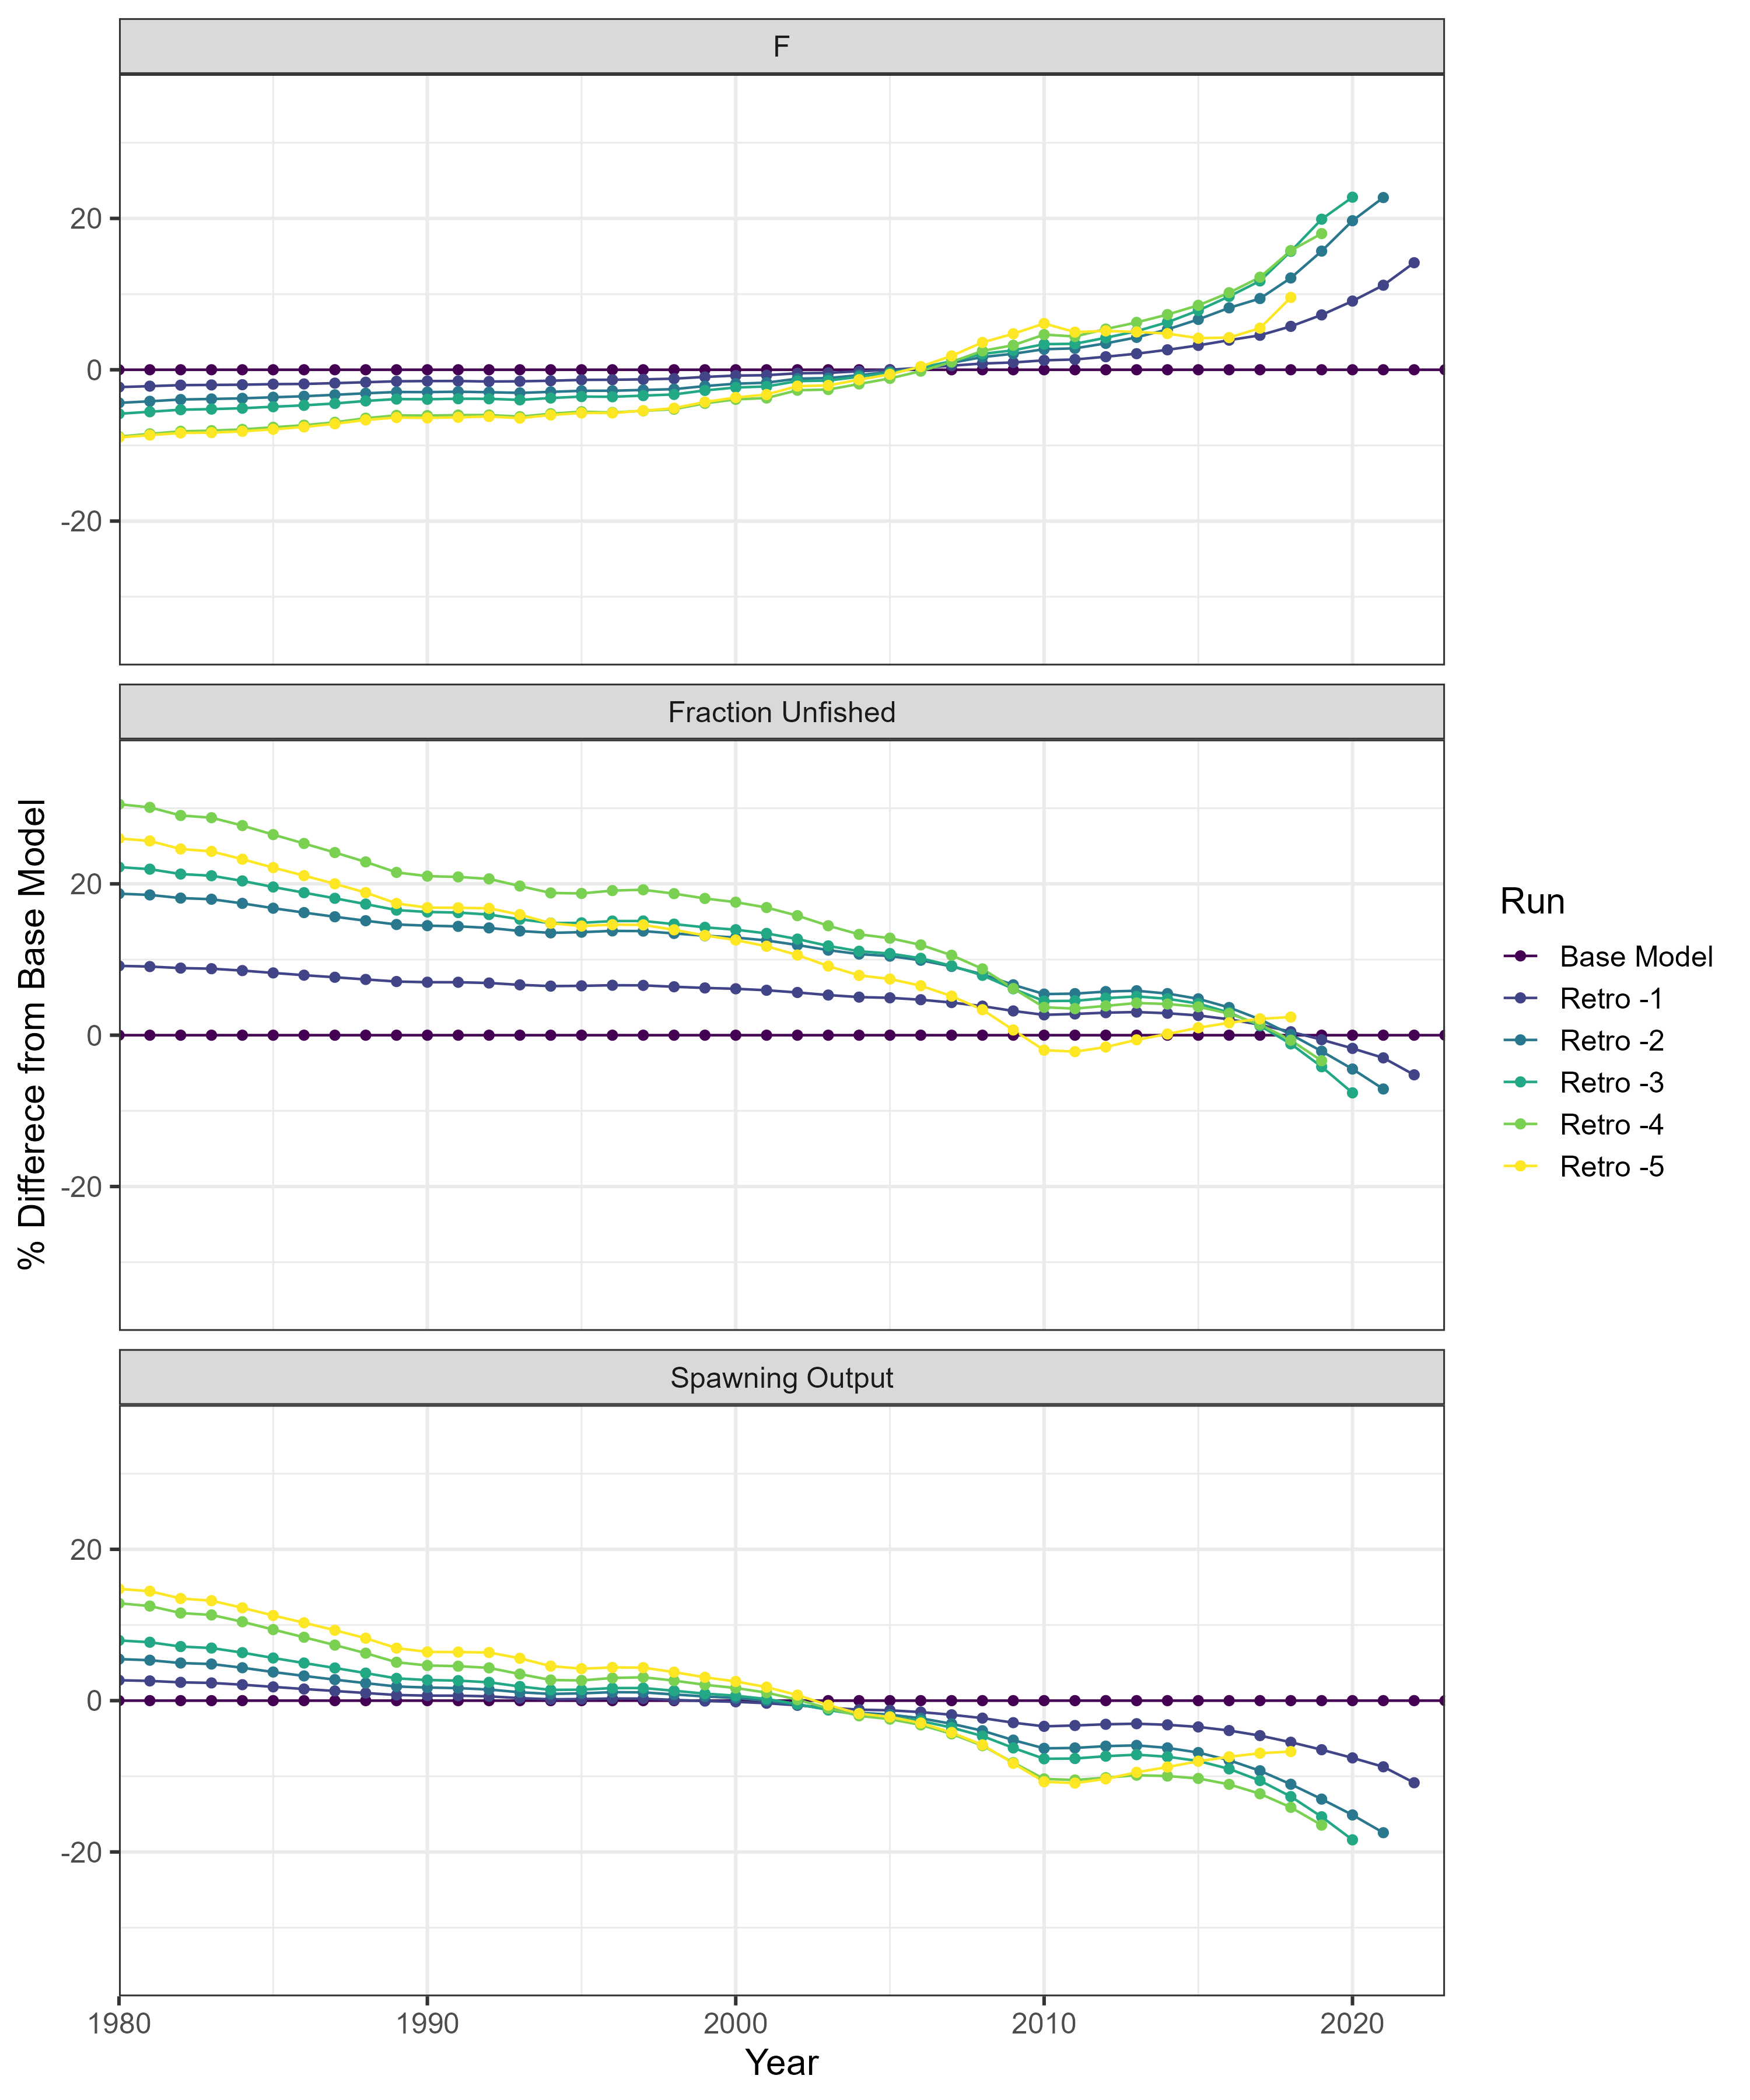 F
20
0
-20
Fraction Unfished
20
0
-20
% Differece from Base Model
Spawning Output
20
0
-20
1980
1990
2000
2010
2020
Year
Run
Base Model
Retro -1
Retro -2
Retro -3
Retro -4
Retro -5